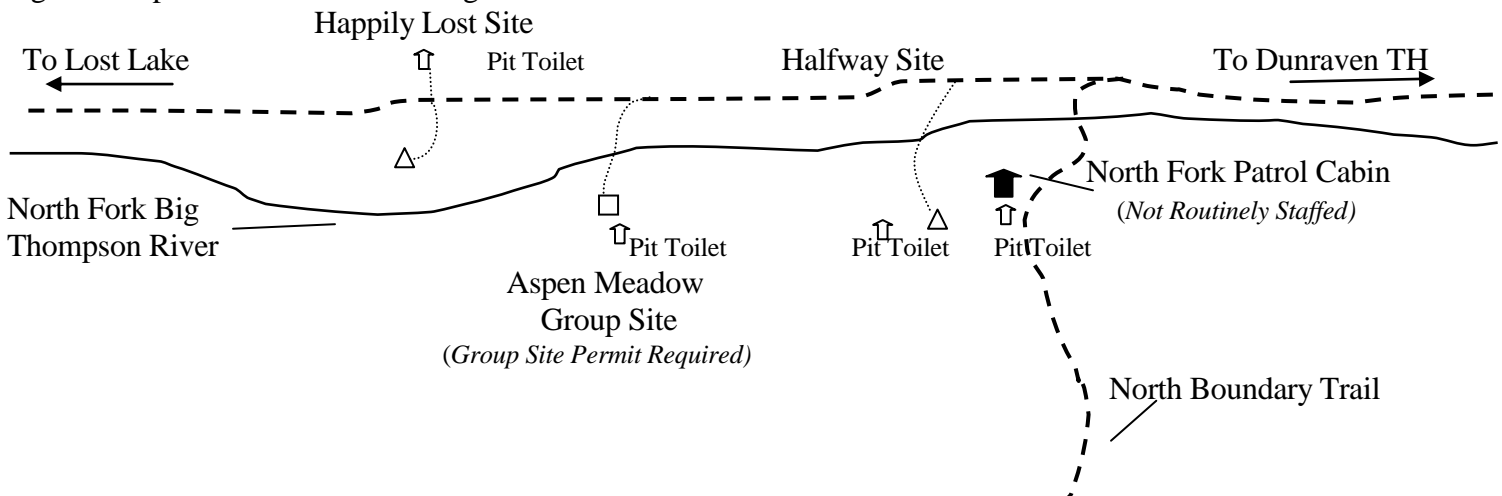 Happily Lost Site
To Lost Lake
Pit Toilet
Halfway Site
To Dunraven TH
North Fork Patrol Cabin
(Not Routinely Staffed)
North Fork Big
Thompson River
Pit Toilet
Pit Toilet
Pit Toilet
Aspen Meadow
Group Site
(Group Site Permit Required)
North Boundary Trail